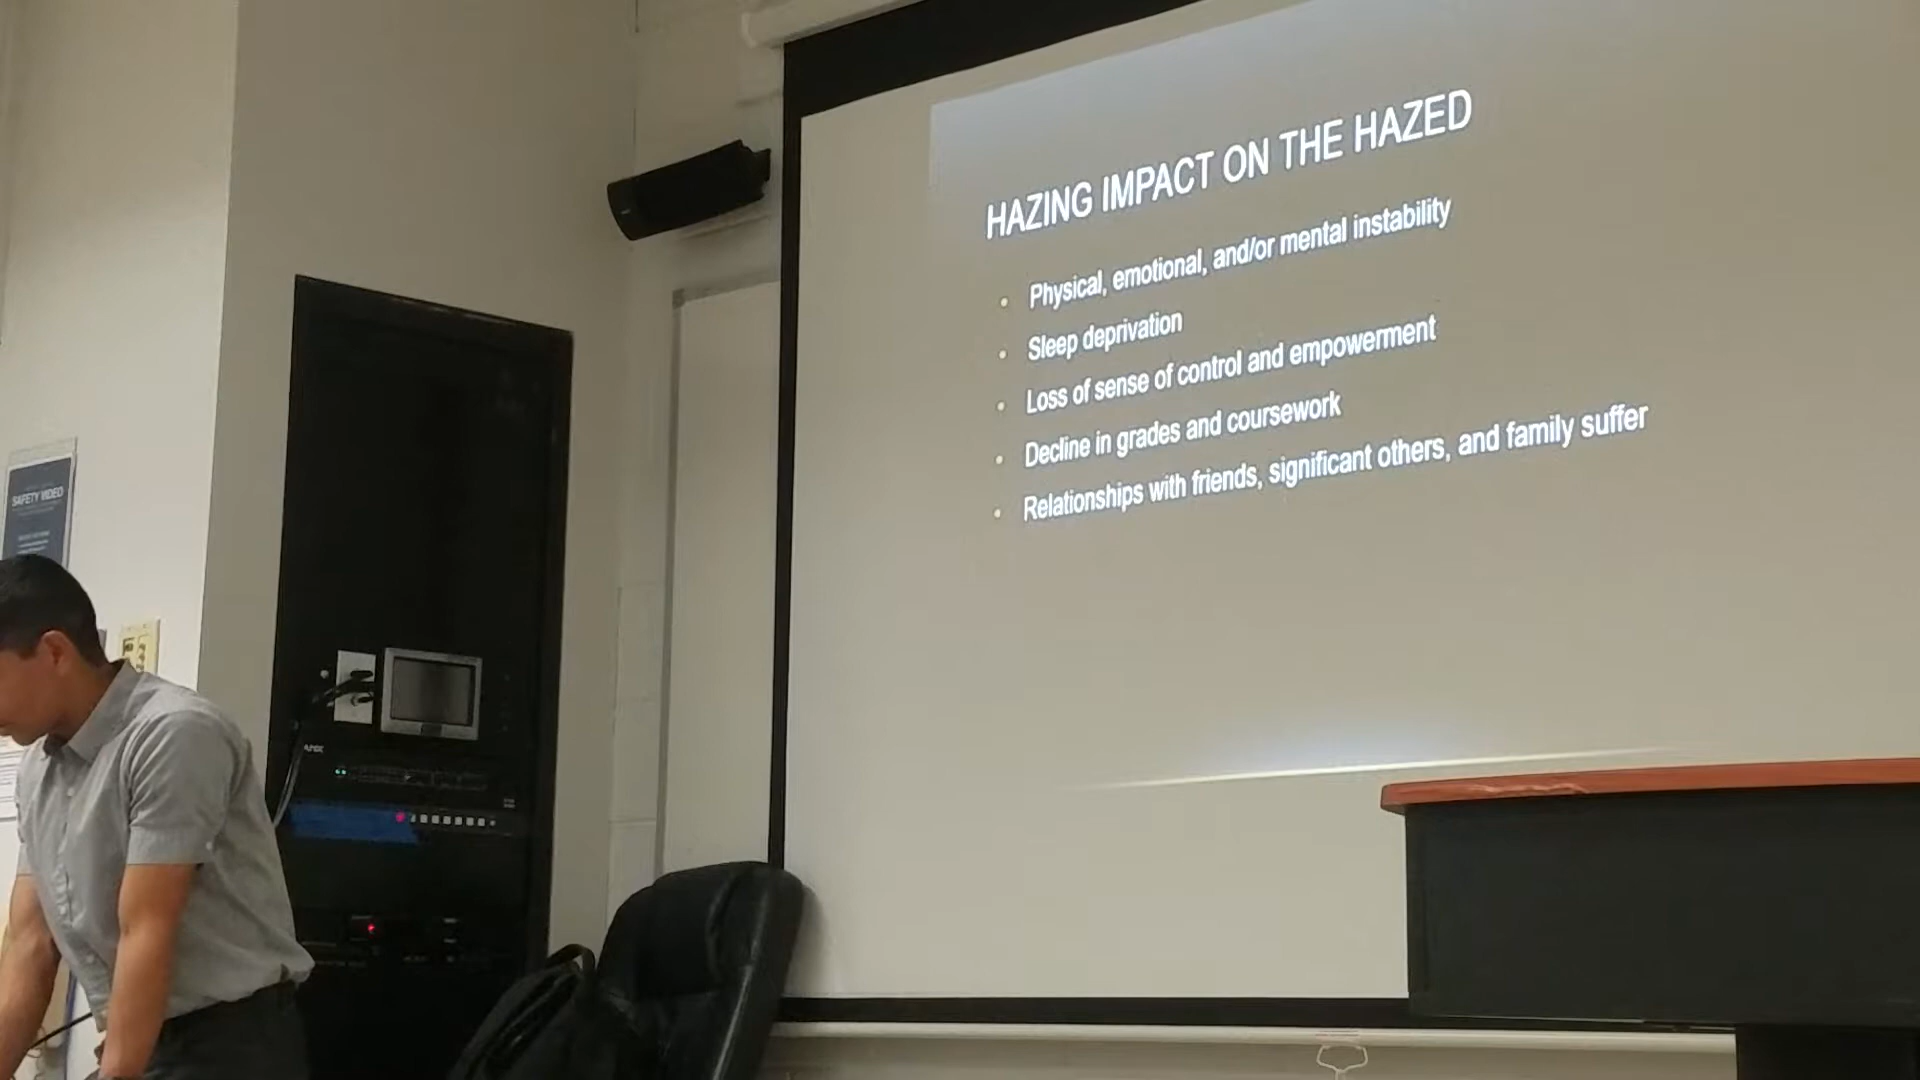 HAZING IMPACT ON THE HAZED
• Physical, emotional, and/or mental instability
• Sleep deprivation
• Loss of sense of control and empowerment
• Decline in grades and coursework
• Relationships with friends, significant others, and family suffer
SAFETY VIDEO
AMX